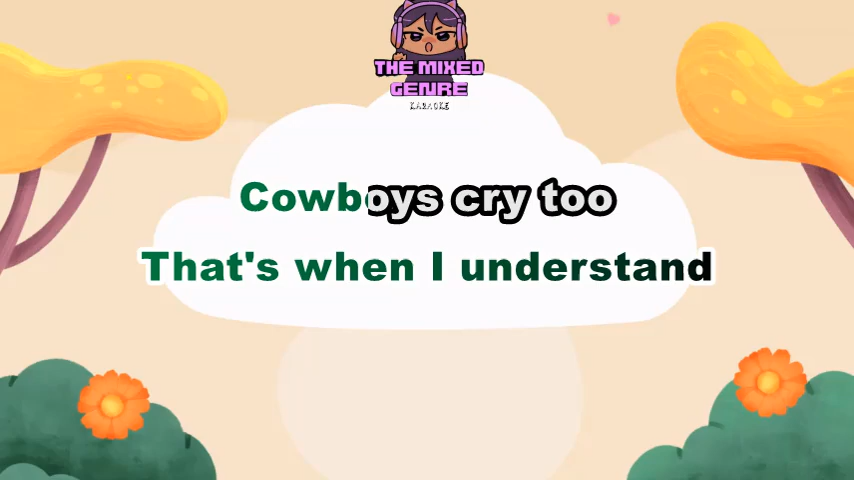 THE MIXED
GENRE
KARAOKE
Cowboys cry too
That's when I understand